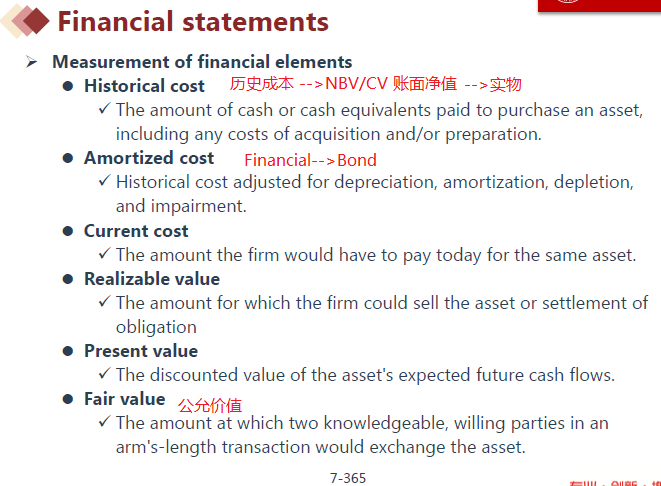 Financial statements
➢ Measurement of financial elements
● Historical cost 历史成本 -->NBV/CV 账面净值 -->实物
✓ The amount of cash or cash equivalents paid to purchase an asset,
including any costs of acquisition and/or preparation.
● Amortized cost Financial-->Bond
✓ Historical cost adjusted for depreciation, amortization, depletion,
and impairment.
● Current cost
✓ The amount the firm would have to pay today for the same asset.
● Realizable value
✓ The amount for which the firm could sell the asset or settlement of
obligation
● Present value
✓ The discounted value of the asset's expected future cash flows.
● Fair value 公允价值
✓ The amount at which two knowledgeable, willing parties in an
arm's-length transaction would exchange the asset.
7-365